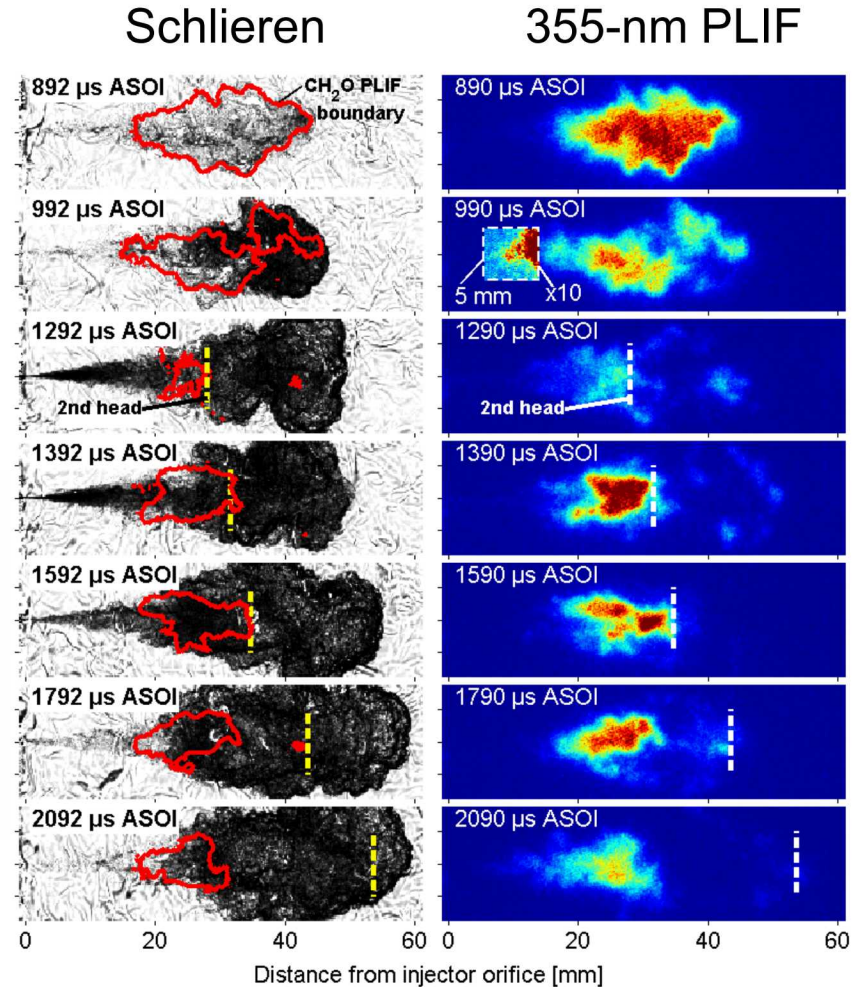 Schlieren
355-nm PLIF
892 µs ASOI
CH₂O PLIF
boundary
890 µs ASOI
992 µs ASOI
990 µs ASOI
5 mm
x10
1292 µs ASOI
2nd head
1290 µs ASOI
2nd head
1392 µs ASOI
1390 µs ASOI
1592 µs ASOI
1590 µs ASOI
1792 µs ASOI
1790 µs ASOI
2092 µs ASOI
2090 µs ASOI
0 20 40 60
0 20 40 60
Distance from injector orifice [mm]